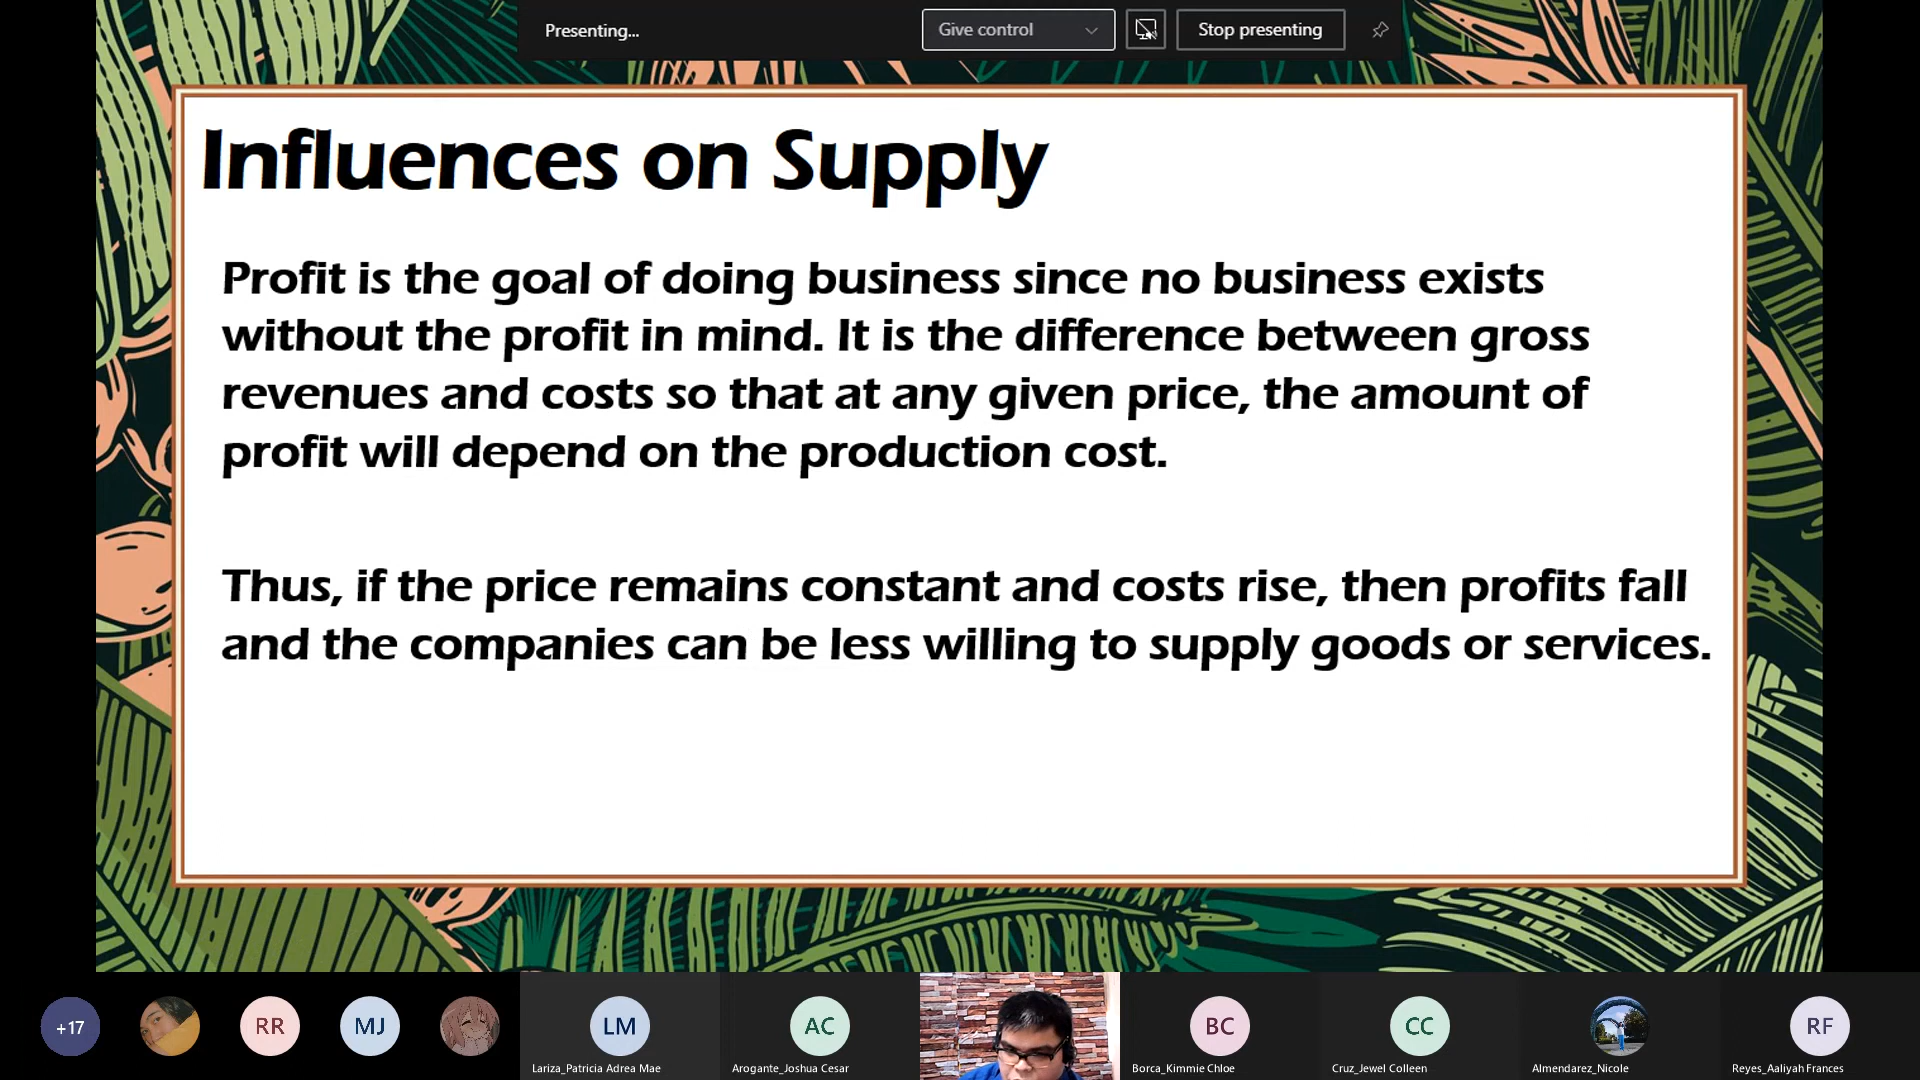 Presenting...
Give control
Stop presenting
Influences on Supply
Profit is the goal of doing business since no business exists
without the profit in mind. It is the difference between gross
revenues and costs so that at any given price, the amount of
profit will depend on the production cost.
Thus, if the price remains constant and costs rise, then profits fall
and the companies can be less willing to supply goods or services.
+17
RR
MJ
LM
AC
BC
CC
RF
Lariza_Patricia Adrea Mae
Arogante_Joshua Cesar
Borca_Kimmie Chloe
Cruz_Jewel Colleen
Almendarez_Nicole
Reyes_Aaliyah Frances